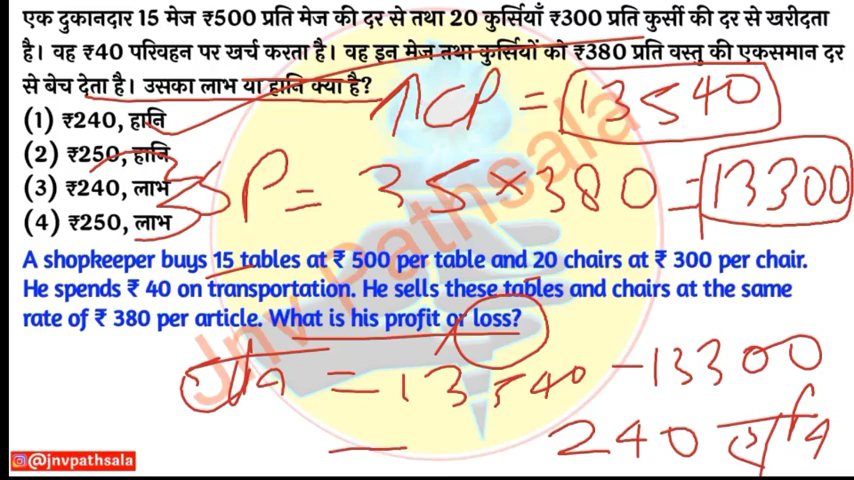 एक दुकानदार 15 मेज ₹500 प्रति मेज की दर से तथा 20 कुर्सियाँ ₹300 प्रति कुर्सी की दर से खरीदता
है। वह ₹40 परिवहन पर खर्च करता है। वह इन मेज तथा कुर्सियों को ₹380 प्रति वस्तु की एकसमान दर
से बेच देता है। उसका लाभ या हानि क्या है?
CP = 13540
(1) ₹240, हानि
(2) ₹250, हानि
(3) ₹240, लाभ
SP = 35×380 = 13300
(4) ₹250, लाभ
A shopkeeper buys 15 tables at ₹ 500 per table and 20 chairs at ₹ 300 per chair.
He spends ₹ 40 on transportation. He sells these tables and chairs at the same
rate of ₹ 380 per article. What is his profit or loss?
हानि = 13540 - 13300
= 240 हानि
Jnv Pathsala
@jnvpathsala